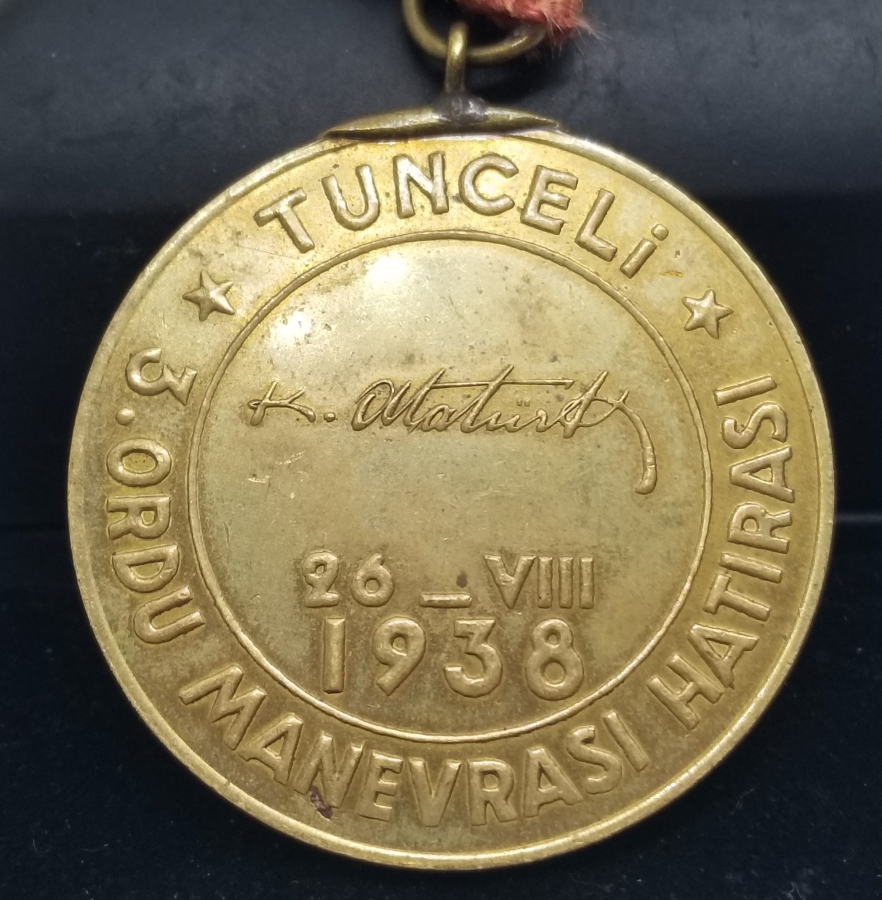 TUNCELİ
3. ORDU MANEVRASI HATIRASI
K. Atatürk
26 _ VIII
1938